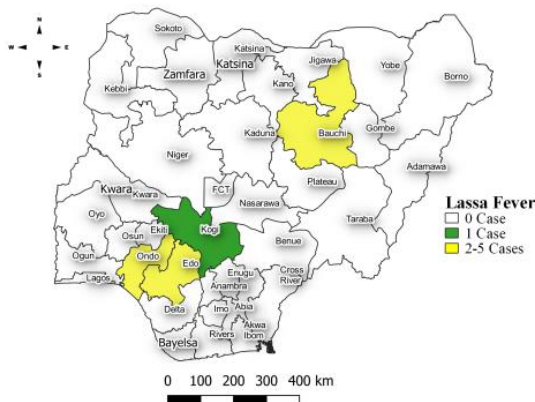 N
W E
S
Sokoto
Katsina
Jigawa
Zamfara
Katsina
Yobe
Borno
Kebbi
Kano
Kaduna
Bauchi
Gombe
Niger
Adamawa
Plateau
Kwara
Kwara
FCT
Nasarawa
Taraba
Oyo
Ekiti
Kogi
Osun
Benue
Ogun
Ondo
Edo
Enugu
Cross
River
Lagos
Anambra
Delta
Imo
Abia
Bayelsa
Rivers
Akwa
Ibom
Lassa Fever
0 Case
1 Case
2-5 Cases
0 100 200 300 400 km